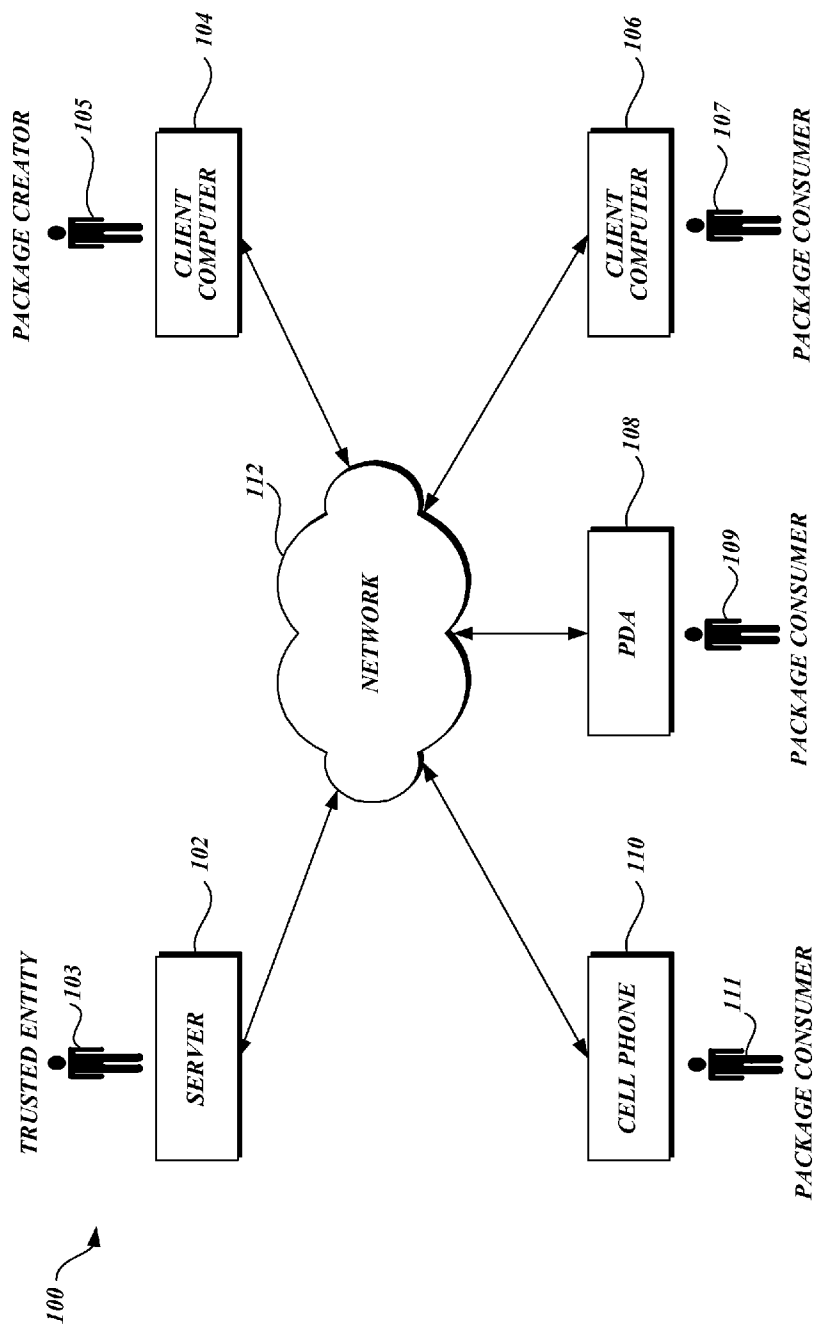 100
TRUSTED ENTITY
103
SERVER
102
PACKAGE CREATOR
105
CLIENT
COMPUTER
104
112
NETWORK
CELL PHONE
110
111
PACKAGE CONSUMER
PDA
108
109
PACKAGE CONSUMER
CLIENT
COMPUTER
106
107
PACKAGE CONSUMER